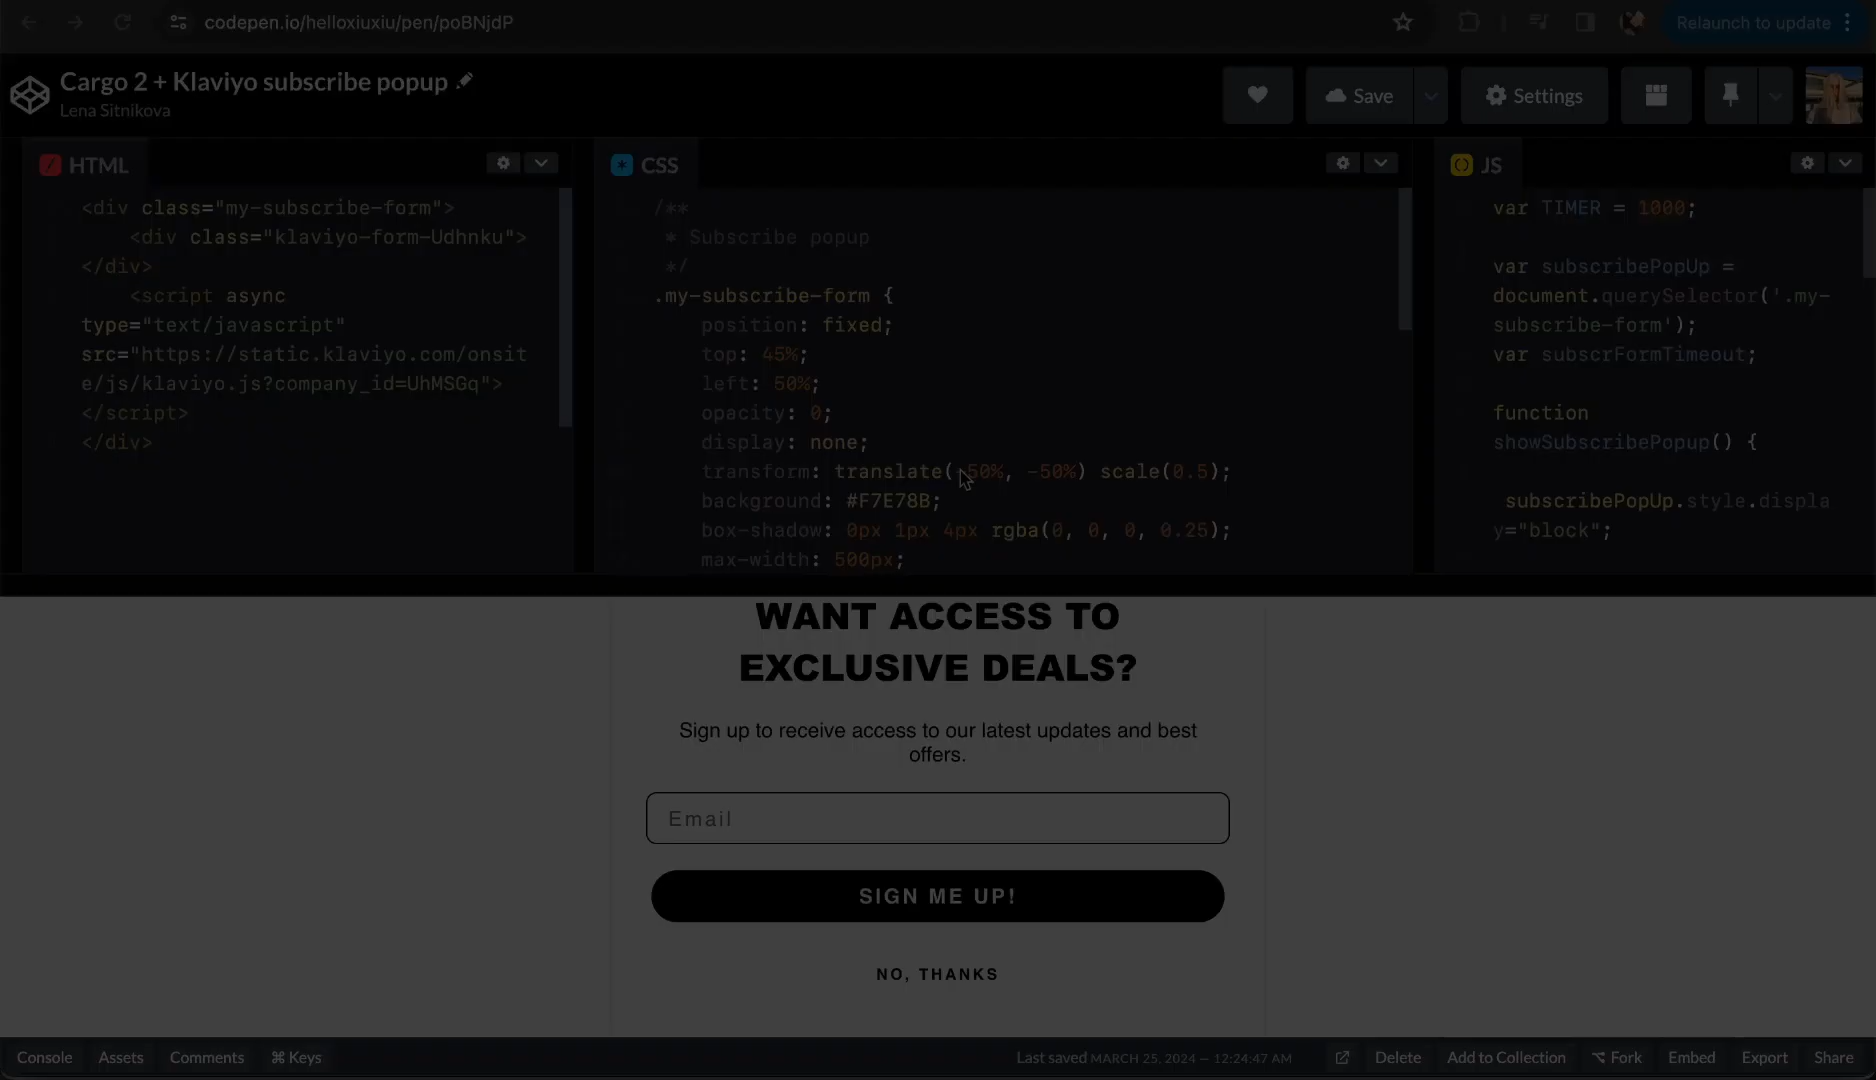 codepen.io/helloxiuxiu/pen/poBNjdP
Relaunch to update
Cargo 2 + Klaviyo subscribe popup
Lena Sitnikova
Save
Settings
HTML
<div class="my-subscribe-form">
<div class="klaviyo-form-Udhnku">
</div>
<script async
type="text/javascript"
src="https://static.klaviyo.com/onsit
e/js/klaviyo.js?company_id=UhMSGq">
</script>
</div>
CSS
/**
* Subscribe popup
*/
.my-subscribe-form {
position: fixed;
top: 45%;
left: 50%;
opacity: 0;
display: none;
transform: translate(-50%, -50%) scale(0.5);
background: #F7E78B;
box-shadow: 0px 1px 4px rgba(0, 0, 0, 0.25);
max-width: 500px;
JS
var TIMER = 1000;
var subscribePopUp =
document.querySelector('.my-
subscribe-form');
var subscrFormTimeout;
function
showSubscribePopup() {
subscribePopUp.style.displa
y="block";
WANT ACCESS TO
EXCLUSIVE DEALS?
Sign up to receive access to our latest updates and best
offers.
Email
SIGN ME UP!
NO, THANKS
Console Assets Comments ⌘ Keys Last saved MARCH 25, 2024 — 12:24:47 AM Delete Add to Collection ⌥ Fork Embed Export Share